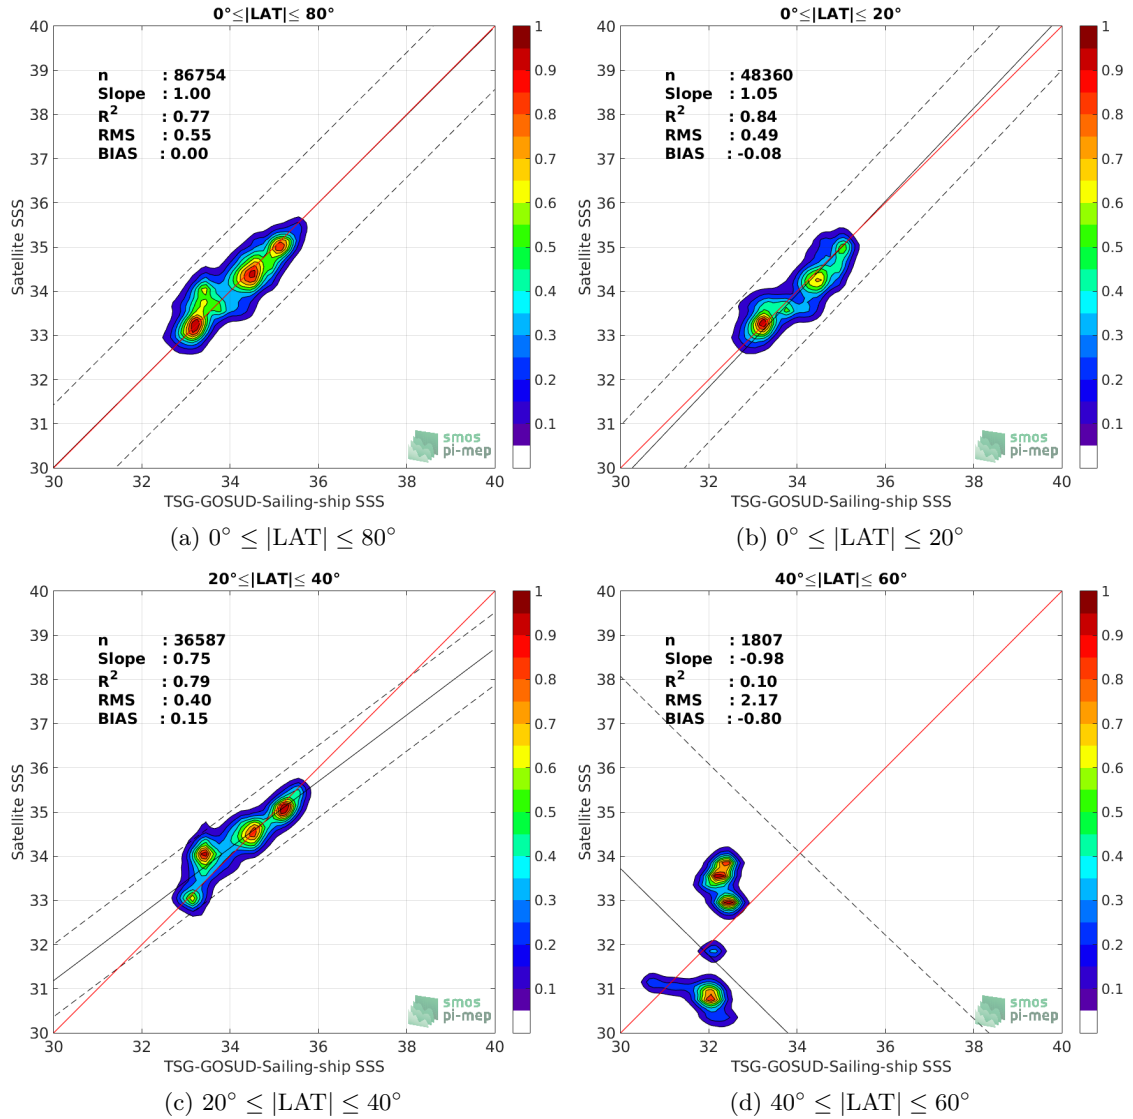 0°≤|LAT|≤ 80°
n : 86754
Slope : 1.00
R² : 0.77
RMS : 0.55
BIAS : 0.00
40
39
38
37
36
35
34
33
32
31
30
Satellite SSS
30 32 34 36 38 40
TSG-GOSUD-Sailing-ship SSS
1
0.9
0.8
0.7
0.6
0.5
0.4
0.3
0.2
0.1
smos
pi-mep
(a) 0° ≤ |LAT| ≤ 80°
0°≤|LAT|≤ 20°
n : 48360
Slope : 1.05
R² : 0.84
RMS : 0.49
BIAS : -0.08
40
39
38
37
36
35
34
33
32
31
30
Satellite SSS
30 32 34 36 38 40
TSG-GOSUD-Sailing-ship SSS
1
0.9
0.8
0.7
0.6
0.5
0.4
0.3
0.2
0.1
smos
pi-mep
(b) 0° ≤ |LAT| ≤ 20°
20°≤|LAT|≤ 40°
n : 36587
Slope : 0.75
R² : 0.79
RMS : 0.40
BIAS : 0.15
40
39
38
37
36
35
34
33
32
31
30
Satellite SSS
30 32 34 36 38 40
TSG-GOSUD-Sailing-ship SSS
1
0.9
0.8
0.7
0.6
0.5
0.4
0.3
0.2
0.1
smos
pi-mep
(c) 20° ≤ |LAT| ≤ 40°
40°≤|LAT|≤ 60°
n : 1807
Slope : -0.98
R² : 0.10
RMS : 2.17
BIAS : -0.80
40
39
38
37
36
35
34
33
32
31
30
Satellite SSS
30 32 34 36 38 40
TSG-GOSUD-Sailing-ship SSS
1
0.9
0.8
0.7
0.6
0.5
0.4
0.3
0.2
0.1
smos
pi-mep
(d) 40° ≤ |LAT| ≤ 60°